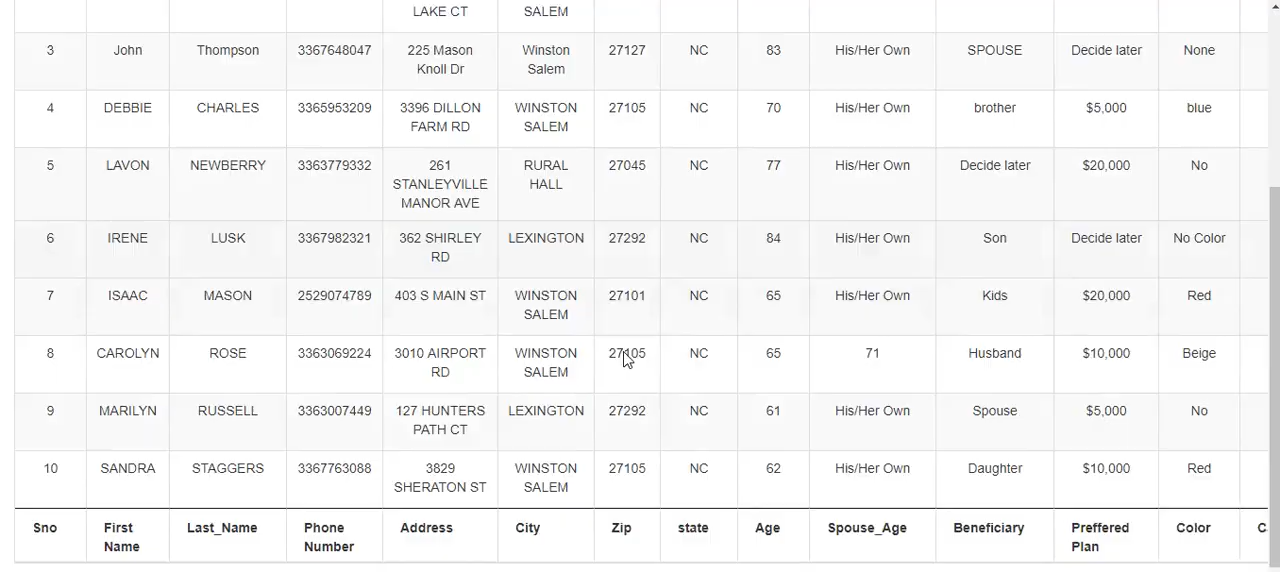 LAKE CT SALEM
3 John Thompson 3367648047 225 Mason Winston 27127 NC 83 His/Her Own SPOUSE Decide later None
Knoll Dr Salem
4 DEBBIE CHARLES 3365953209 3396 DILLON WINSTON 27105 NC 70 His/Her Own brother $5,000 blue
FARM RD SALEM
5 LAVON NEWBERRY 3363779332 261 RURAL 27045 NC 77 His/Her Own Decide later $20,000 No
STANLEYVILLE HALL
MANOR AVE
6 IRENE LUSK 3367982321 362 SHIRLEY LEXINGTON 27292 NC 84 His/Her Own Son Decide later No Color
RD
7 ISAAC MASON 2529074789 403 S MAIN ST WINSTON 27101 NC 65 His/Her Own Kids $20,000 Red
SALEM
8 CAROLYN ROSE 3363069224 3010 AIRPORT WINSTON 27105 NC 65 71 Husband $10,000 Beige
RD SALEM
9 MARILYN RUSSELL 3363007449 127 HUNTERS LEXINGTON 27292 NC 61 His/Her Own Spouse $5,000 No
PATH CT
10 SANDRA STAGGERS 3367763088 3829 WINSTON 27105 NC 62 His/Her Own Daughter $10,000 Red
SHERATON ST SALEM
Sno First Last_Name Phone Address City Zip state Age Spouse_Age Beneficiary Preffered Color
Name Number Plan